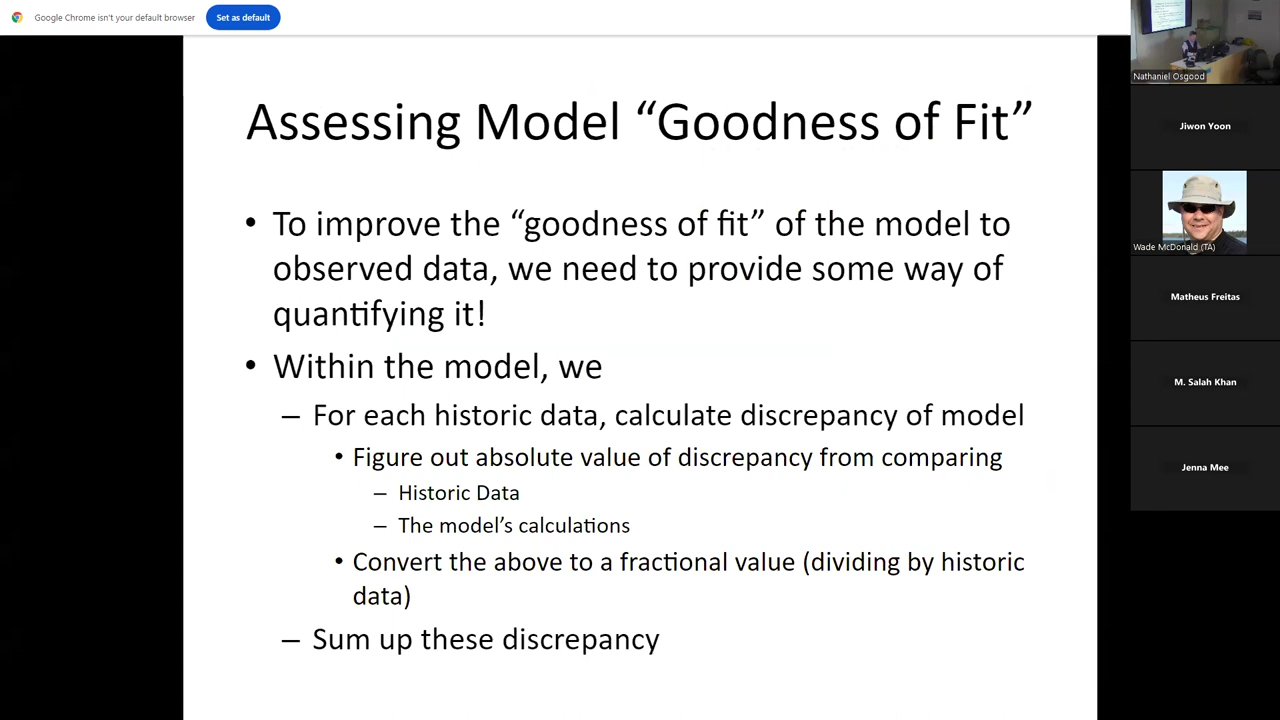 Google Chrome isn't your default browser
Set as default
Assessing Model “Goodness of Fit”
• To improve the “goodness of fit” of the model to
observed data, we need to provide some way of
quantifying it!
• Within the model, we
– For each historic data, calculate discrepancy of model
• Figure out absolute value of discrepancy from comparing
– Historic Data
– The model’s calculations
• Convert the above to a fractional value (dividing by historic
data)
– Sum up these discrepancy
Nathaniel Osgood
Jiwon Yoon
Wade McDonald (TA)
Matheus Freitas
M. Salah Khan
Jenna Mee